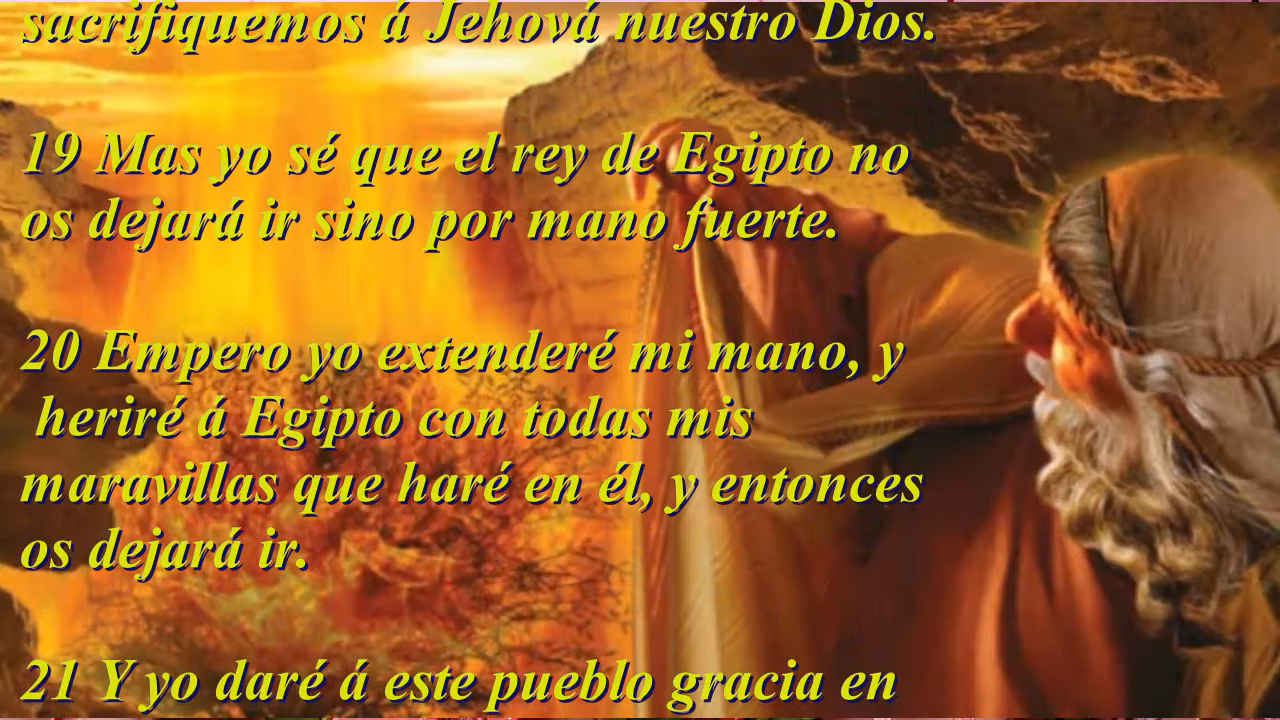 sacrifiquemos á Jehová nuestro Dios.
19 Mas yo sé que el rey de Egipto no
os dejará ir sino por mano fuerte.
20 Empero yo extenderé mi mano, y
heriré á Egipto con todas mis
maravillas que haré en él, y entonces
os dejará ir.
21 Y yo daré á este pueblo gracia en